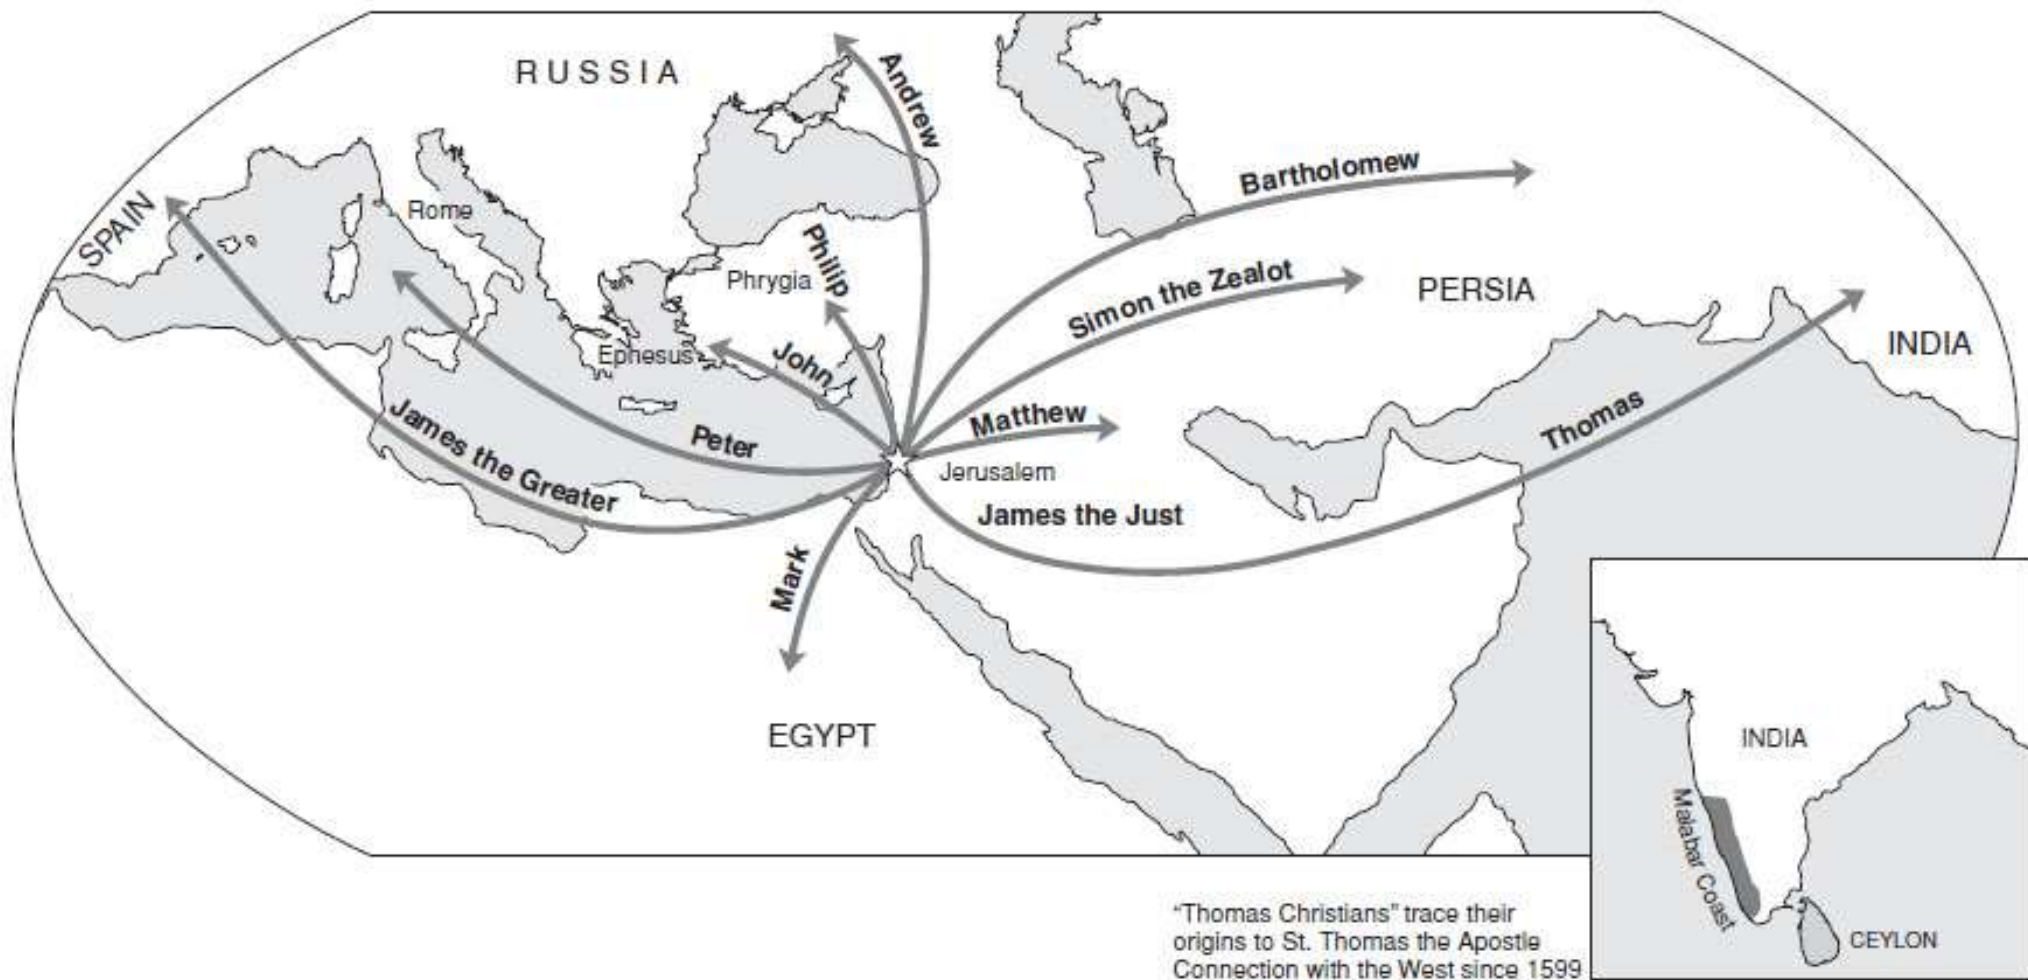 RUSSIA
Andrew
Bartholomew
SPAIN
Rome
Philip
Phrygia
Simon the Zealot
PERSIA
INDIA
Ephesus
John
Matthew
Thomas
James the Greater
Peter
Jerusalem
James the Just
Mark
EGYPT
INDIA
Malabar Coast
CEYLON
“Thomas Christians” trace their
origins to St. Thomas the Apostle
Connection with the West since 1599